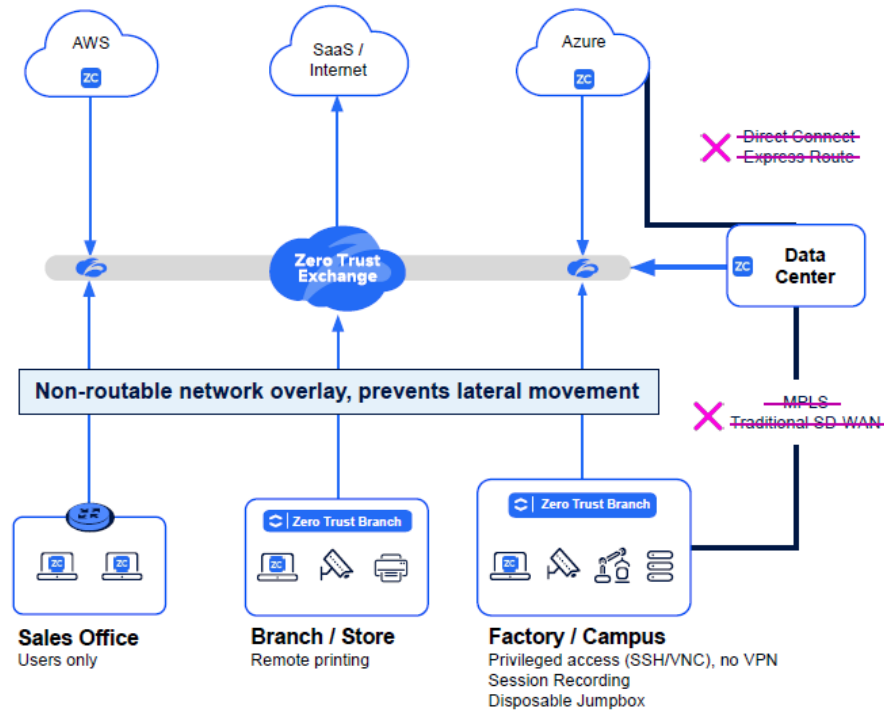 AWS
ZC
SaaS /
Internet
Azure
ZC
Direct Connect
Express Route
Zero Trust
Exchange
ZC
Data
Center
Non-routable network overlay, prevents lateral movement
MPLS
Traditional SD-WAN
Zero Trust Branch
Zero Trust Branch
ZC
ZC
ZC
ZC
Sales Office
Users only
Branch / Store
Remote printing
Factory / Campus
Privileged access (SSH/VNC), no VPN
Session Recording
Disposable Jumpbox